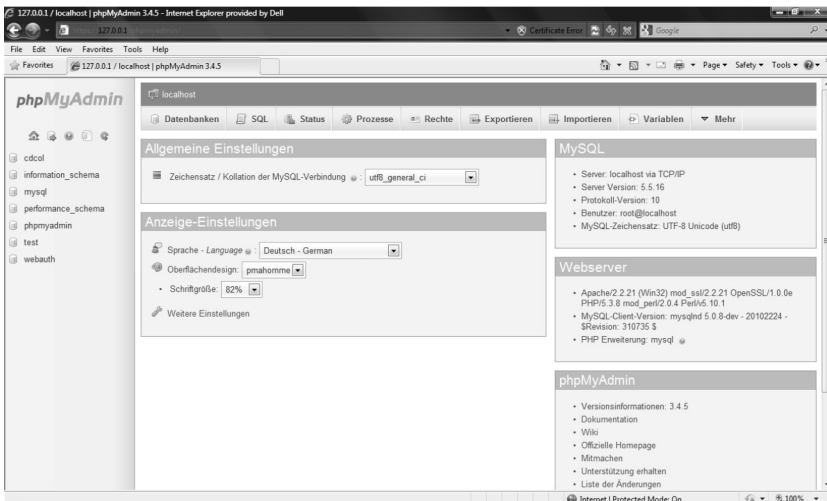 127.0.0.1 / localhost | phpMyAdmin 3.4.5 - Internet Explorer provided by Dell
127.0.0.1
Certificate Error
Google
File Edit View Favorites Tools Help
Favorites
127.0.0.1 / localhost | phpMyAdmin 3.4.5
Page Safety Tools
phpMyAdmin
cdcol
information_schema
mysql
performance_schema
phpmyadmin
test
webauth
localhost
Datenbanken SQL Status Prozesse Rechte Exportieren Importieren Variablen Mehr
Allgemeine Einstellungen
Zeichensatz / Kollation der MySQL-Verbindung : utf8_general_ci
Anzeige-Einstellungen
Sprache - Language : Deutsch - German
Oberflächendesign: pmahomme
• Schriftgröße: 82%
Weitere Einstellungen
MySQL
• Server: localhost via TCP/IP
• Server Version: 5.5.16
• Protokoll-Version: 10
• Benutzer: root@localhost
• MySQL-Zeichensatz: UTF-8 Unicode (utf8)
Webserver
• Apache/2.2.21 (Win32) mod_ssl/2.2.21 OpenSSL/1.0.0e
PHP/5.3.8 mod_perl/2.0.4 Perl/v5.10.1
• MySQL-Client-Version: mysqlnd 5.0.8-dev - 20102224 -
$Revision: 310735 $
• PHP Erweiterung: mysql
phpMyAdmin
• Versionsinformationen: 3.4.5
• Dokumentation
• Wiki
• Offizielle Homepage
• Mitmachen
• Unterstützung erhalten
• Liste der Änderungen
Internet | Protected Mode: On
100%